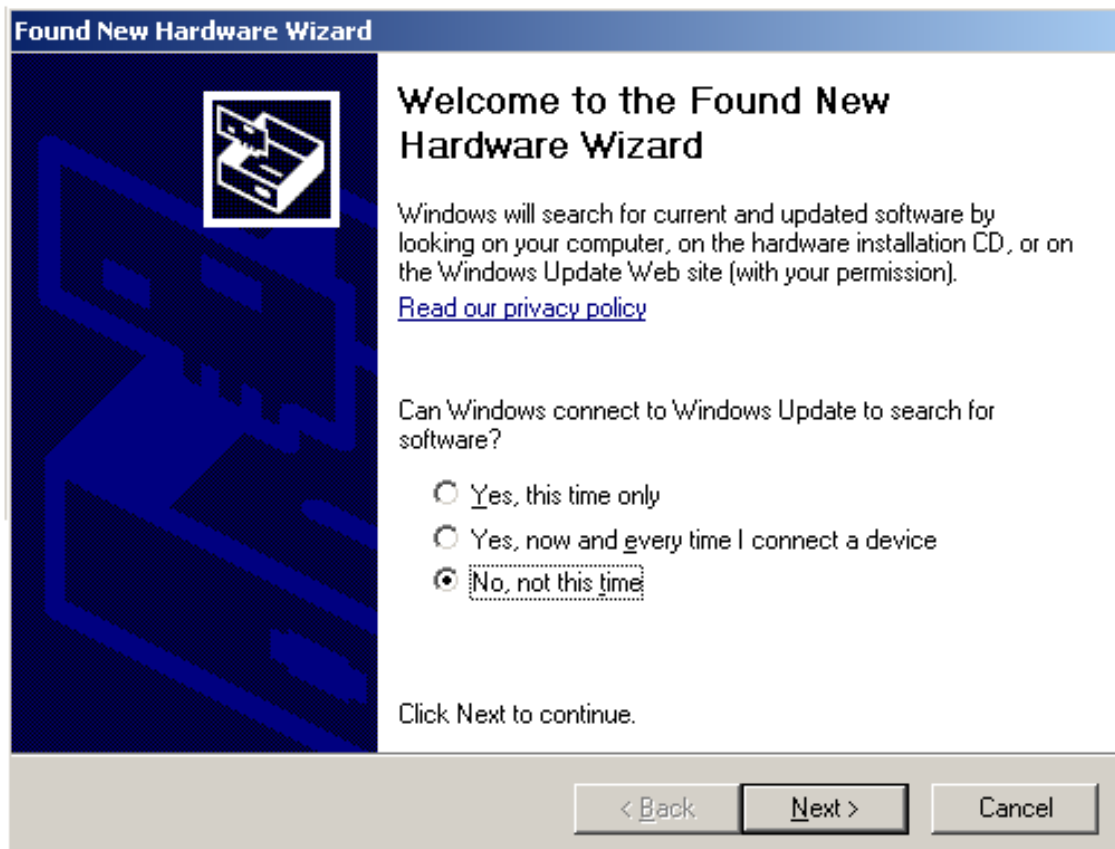 Found New Hardware Wizard
Welcome to the Found New
Hardware Wizard
Windows will search for current and updated software by
looking on your computer, on the hardware installation CD, or on
the Windows Update Web site (with your permission).
Read our privacy policy
Can Windows connect to Windows Update to search for
software?
Yes, this time only
Yes, now and every time I connect a device
No, not this time
Click Next to continue.
< Back Next > Cancel